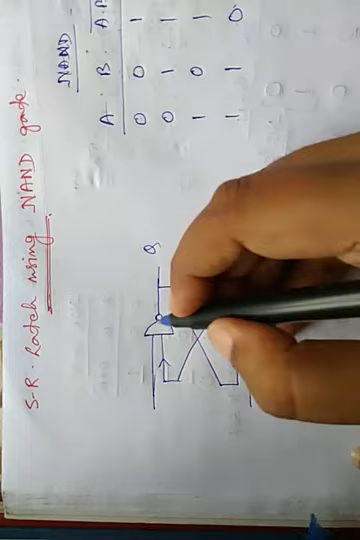 S-R. Latch using NAND gate.
NAND
A B A.B
0 0 1
0 1 1
1 0 1
1 1 0
Q